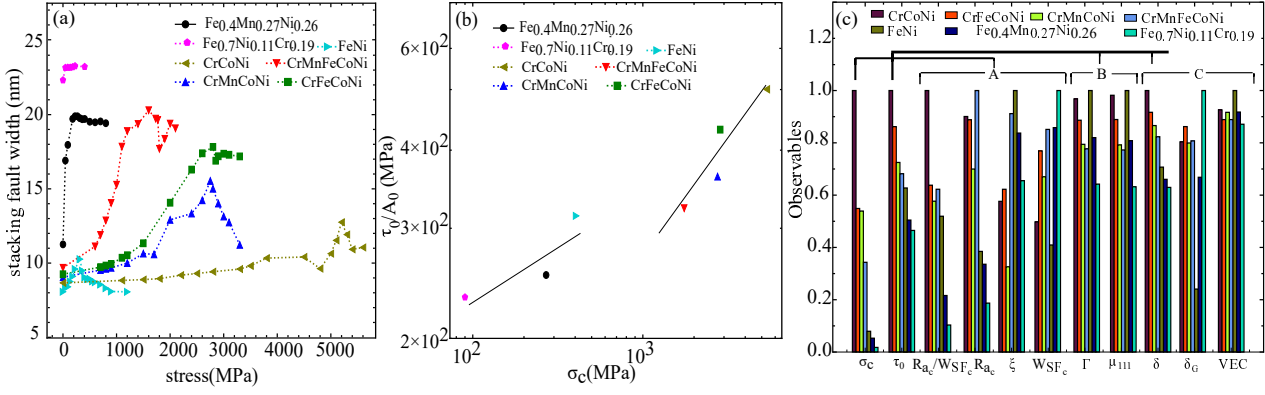 (a)
Fe0.4Mn0.27Ni0.26
Fe0.7Ni0.11Cr0.19
FeNi
CrCoNi
CrMnFeCoNi
CrMnCoNi
CrFeCoNi
25
20
15
10
5
stacking fault width (nm)
0 1000 2000 3000 4000 5000
stress(MPa)
(b)
Fe0.4Mn0.27Ni0.26
Fe0.7Ni0.11Cr0.19
FeNi
CrCoNi
CrMnFeCoNi
CrMnCoNi
CrFeCoNi
6×10²
4×10²
3×10²
2×10²
τ0/A0 (MPa)
10² 10³
σc(MPa)
(c)
CrCoNi CrFeCoNi CrMnCoNi CrMnFeCoNi
FeNi Fe0.4Mn0.27Ni0.26 Fe0.7Ni0.11Cr0.19
A B C
1.2
1.0
0.8
0.6
0.4
0.2
0.0
Observables
σc τ0 Rac/WSFc Rac ξ WSFc Γ μ111 δ δG VEC